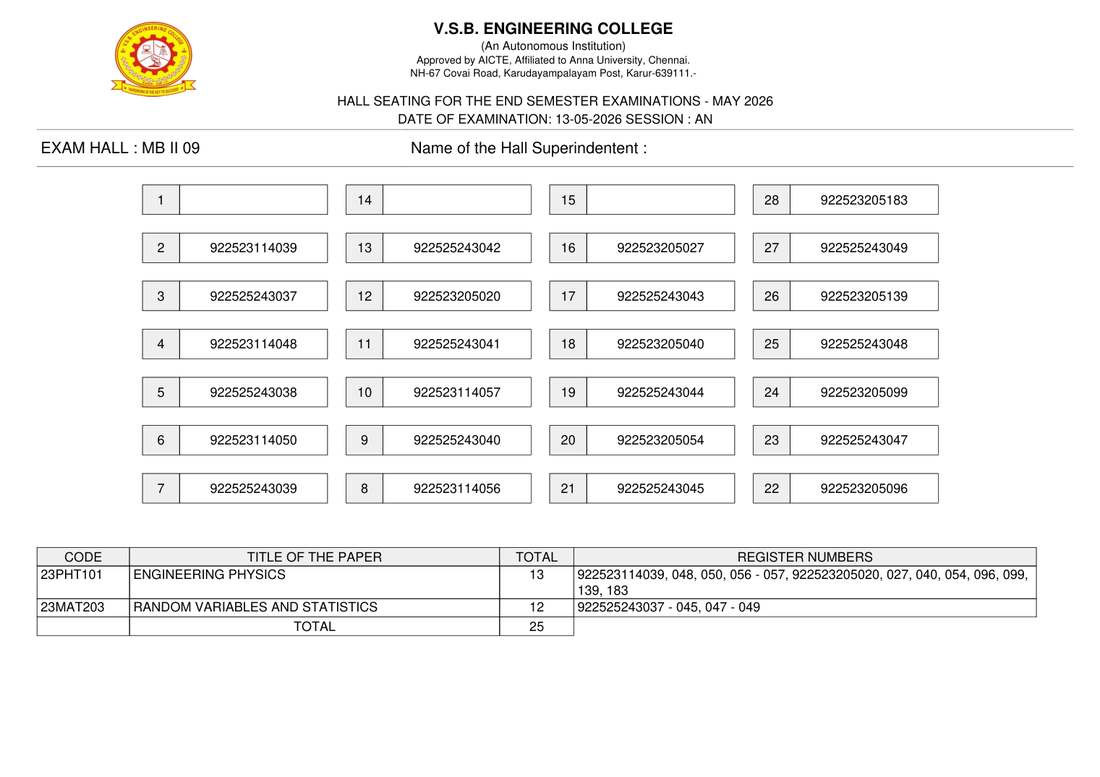 V.S.B. ENGINEERING COLLEGE
(An Autonomous Institution)
Approved by AICTE, Affiliated to Anna University, Chennai.
NH-67 Covai Road, Karudayampalayam Post, Karur-639111.-
HALL SEATING FOR THE END SEMESTER EXAMINATIONS - MAY 2026
DATE OF EXAMINATION: 13-05-2026 SESSION : AN
EXAM HALL : MB II 09 Name of the Hall Superindentent :
1 14 15 28 922523205183
2 922523114039 13 922525243042 16 922523205027 27 922525243049
3 922525243037 12 922523205020 17 922525243043 26 922523205139
4 922523114048 11 922525243041 18 922523205040 25 922525243048
5 922525243038 10 922523114057 19 922525243044 24 922523205099
6 922523114050 9 922525243040 20 922523205054 23 922525243047
7 922525243039 8 922523114056 21 922525243045 22 922523205096
CODE TITLE OF THE PAPER TOTAL REGISTER NUMBERS
23PHT101 ENGINEERING PHYSICS 13 922523114039, 048, 050, 056 - 057, 922523205020, 027, 040, 054, 096, 099,
139, 183
23MAT203 RANDOM VARIABLES AND STATISTICS 12 922525243037 - 045, 047 - 049
TOTAL 25